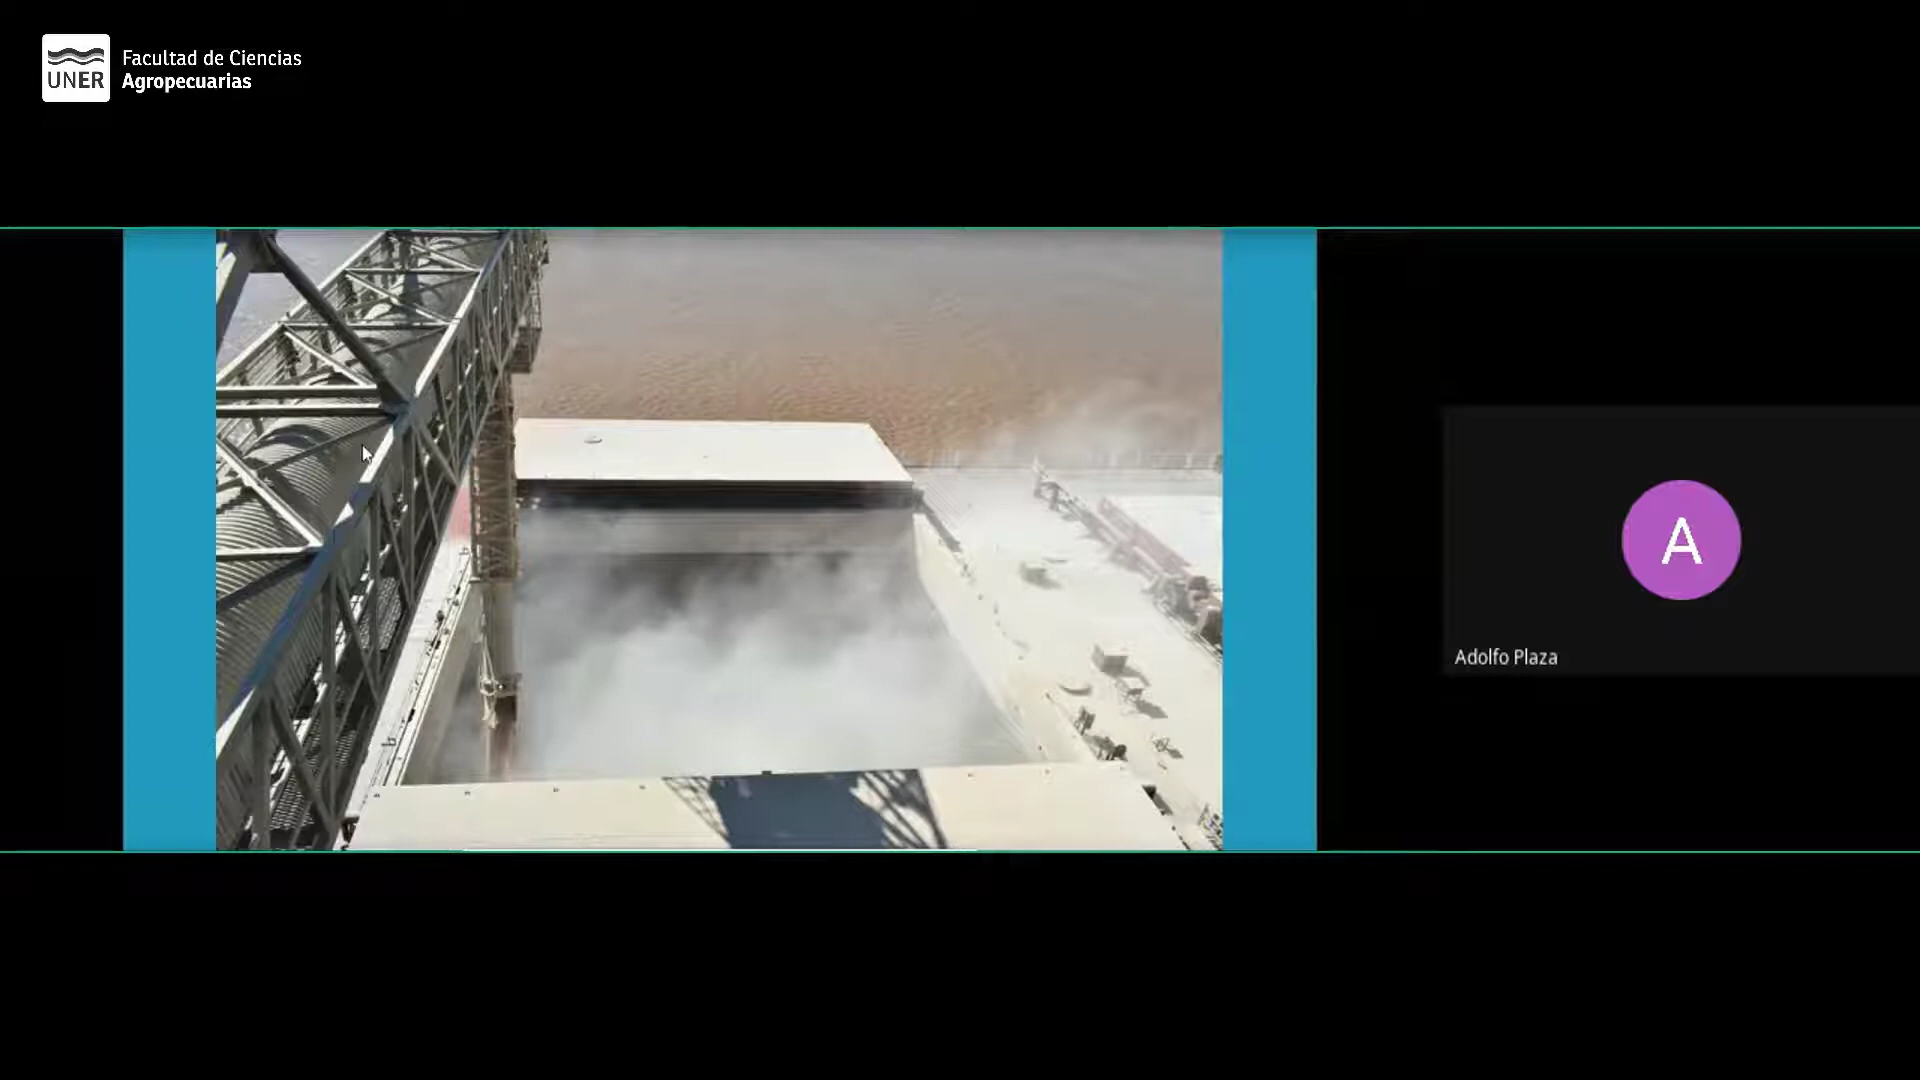 UNER
Facultad de Ciencias
Agropecuarias
A
Adolfo Plaza